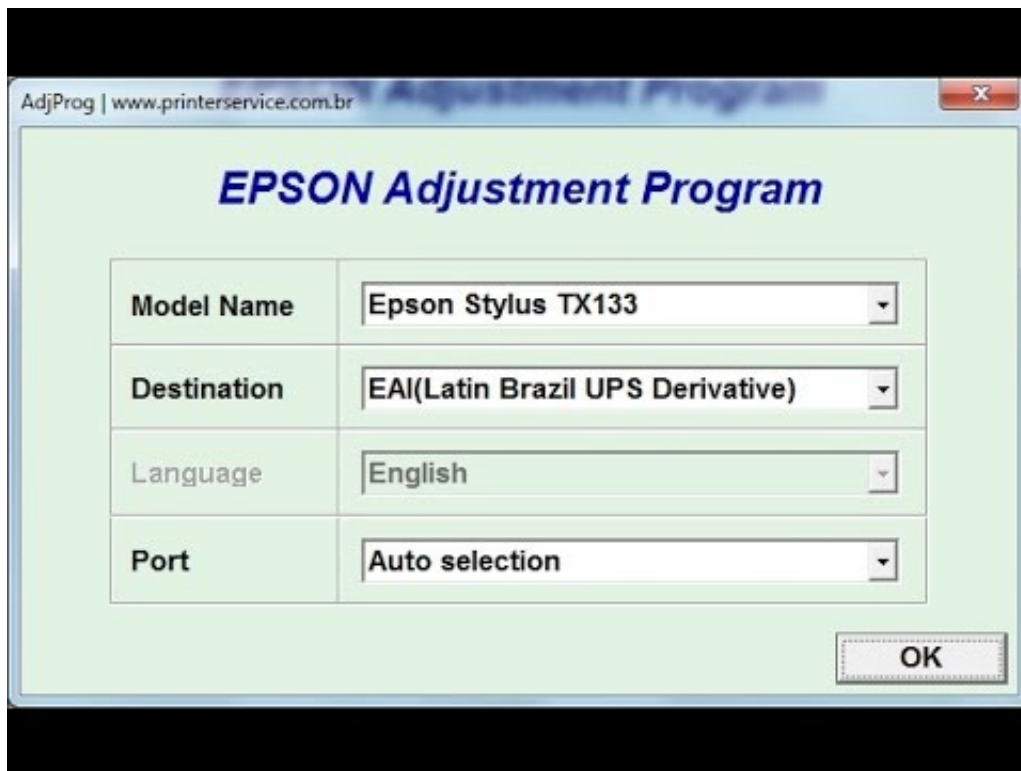 AdjProg | www.printerservice.com.br
EPSON Adjustment Program
Model Name
Epson Stylus TX133
Destination
EAI(Latin Brazil UPS Derivative)
Language
English
Port
Auto selection
OK